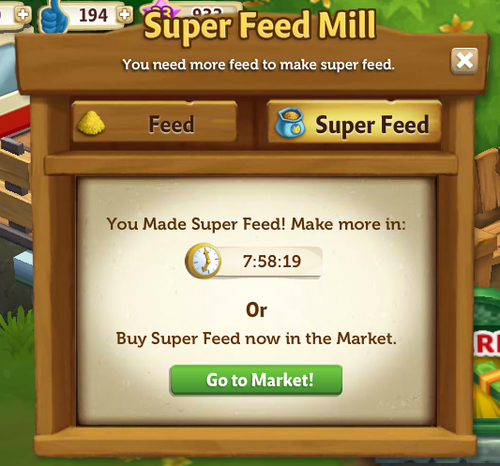 194
Super Feed Mill
You need more feed to make super feed.
Feed
Super Feed
You Made Super Feed! Make more in:
7:58:19
Or
Buy Super Feed now in the Market.
Go to Market!